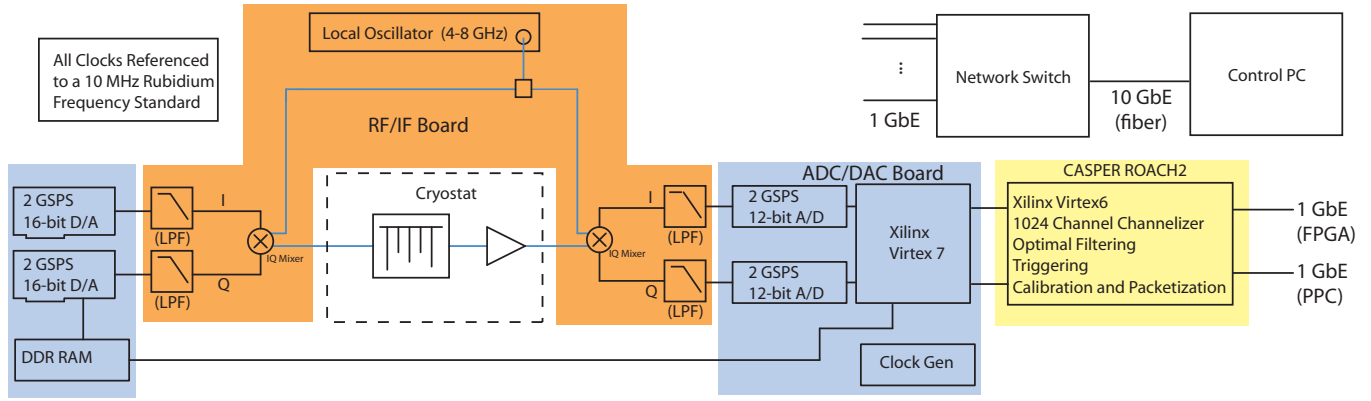 All Clocks Referenced
to a 10 MHz Rubidium
Frequency Standard
Local Oscillator (4-8 GHz)
RF/IF Board
...
1 GbE
Network Switch
10 GbE
(fiber)
Control PC
2 GSPS
16-bit D/A
2 GSPS
16-bit D/A
DDR RAM
(LPF)
(LPF)
I
Q
IQ Mixer
Cryostat
IQ Mixer
I
Q
(LPF)
(LPF)
ADC/DAC Board
2 GSPS
12-bit A/D
2 GSPS
12-bit A/D
Xilinx
Virtex 7
Clock Gen
CASPER ROACH2
Xilinx Virtex6
1024 Channel Channelizer
Optimal Filtering
Triggering
Calibration and Packetization
1 GbE
(FPGA)
1 GbE
(PPC)